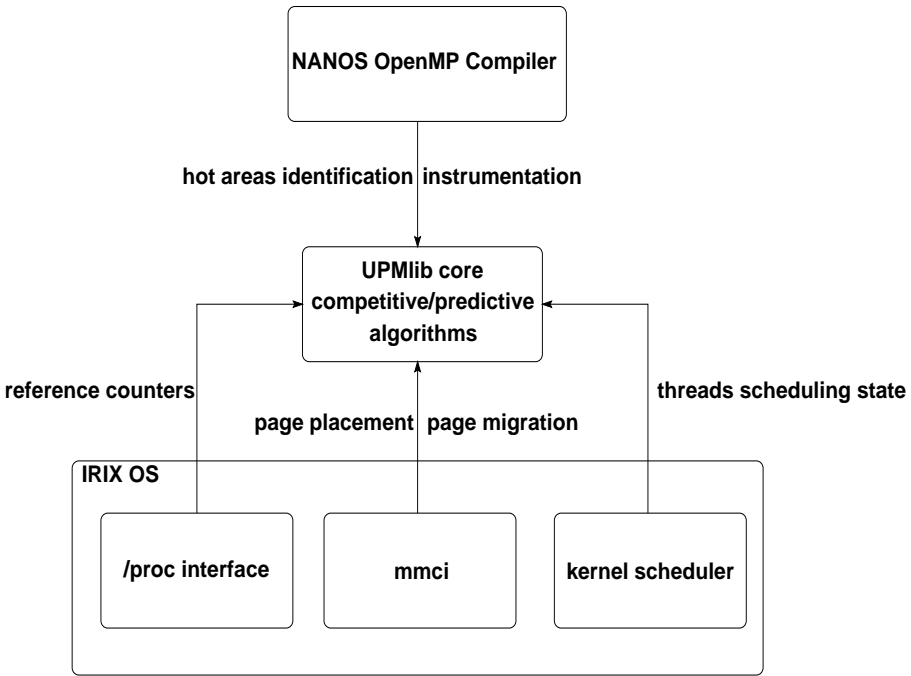 NANOS OpenMP Compiler
hot areas identification
instrumentation
UPMlib core
competitive/predictive
algorithms
reference counters
threads scheduling state
page placement
page migration
IRIX OS
/proc interface
mmci
kernel scheduler